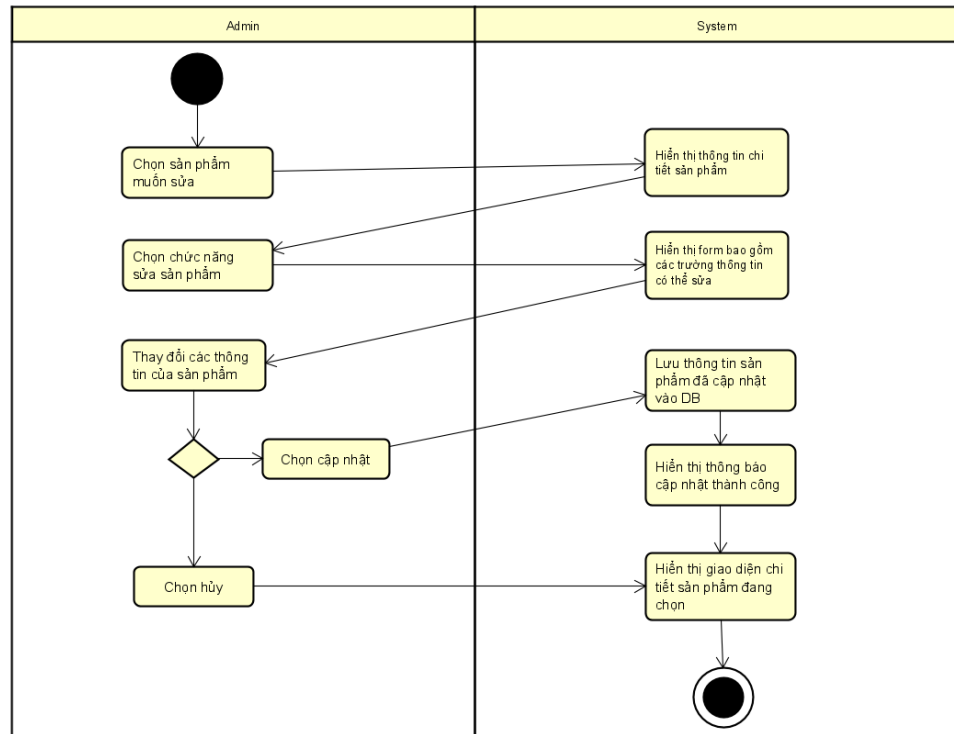 Admin
System
Chọn sản phẩm
muốn sửa
Hiển thị thông tin chi
tiết sản phẩm
Chọn chức năng
sửa sản phẩm
Hiển thị form bao gồm
các trường thông tin
có thể sửa
Thay đổi các thông
tin của sản phẩm
Lưu thông tin sản
phẩm đã cập nhật
vào DB
Chọn cập nhật
Hiển thị thông báo
cập nhật thành công
Chọn hủy
Hiển thị giao diện chi
tiết sản phẩm đang
chọn